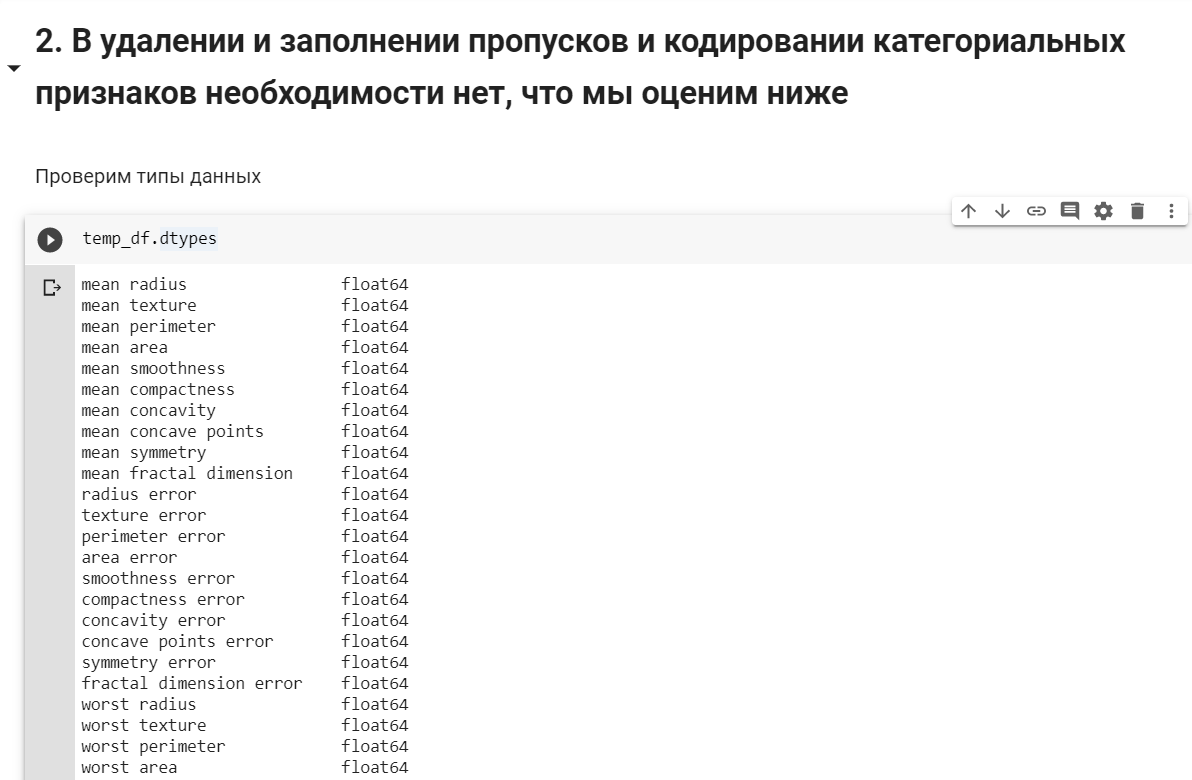 2. В удалении и заполнении пропусков и кодировании категориальных
признаков необходимости нет, что мы оценим ниже
Проверим типы данных
temp_df.dtypes
mean radius float64
mean texture float64
mean perimeter float64
mean area float64
mean smoothness float64
mean compactness float64
mean concavity float64
mean concave points float64
mean symmetry float64
mean fractal dimension float64
radius error float64
texture error float64
perimeter error float64
area error float64
smoothness error float64
compactness error float64
concavity error float64
concave points error float64
symmetry error float64
fractal dimension error float64
worst radius float64
worst texture float64
worst perimeter float64
worst area float64